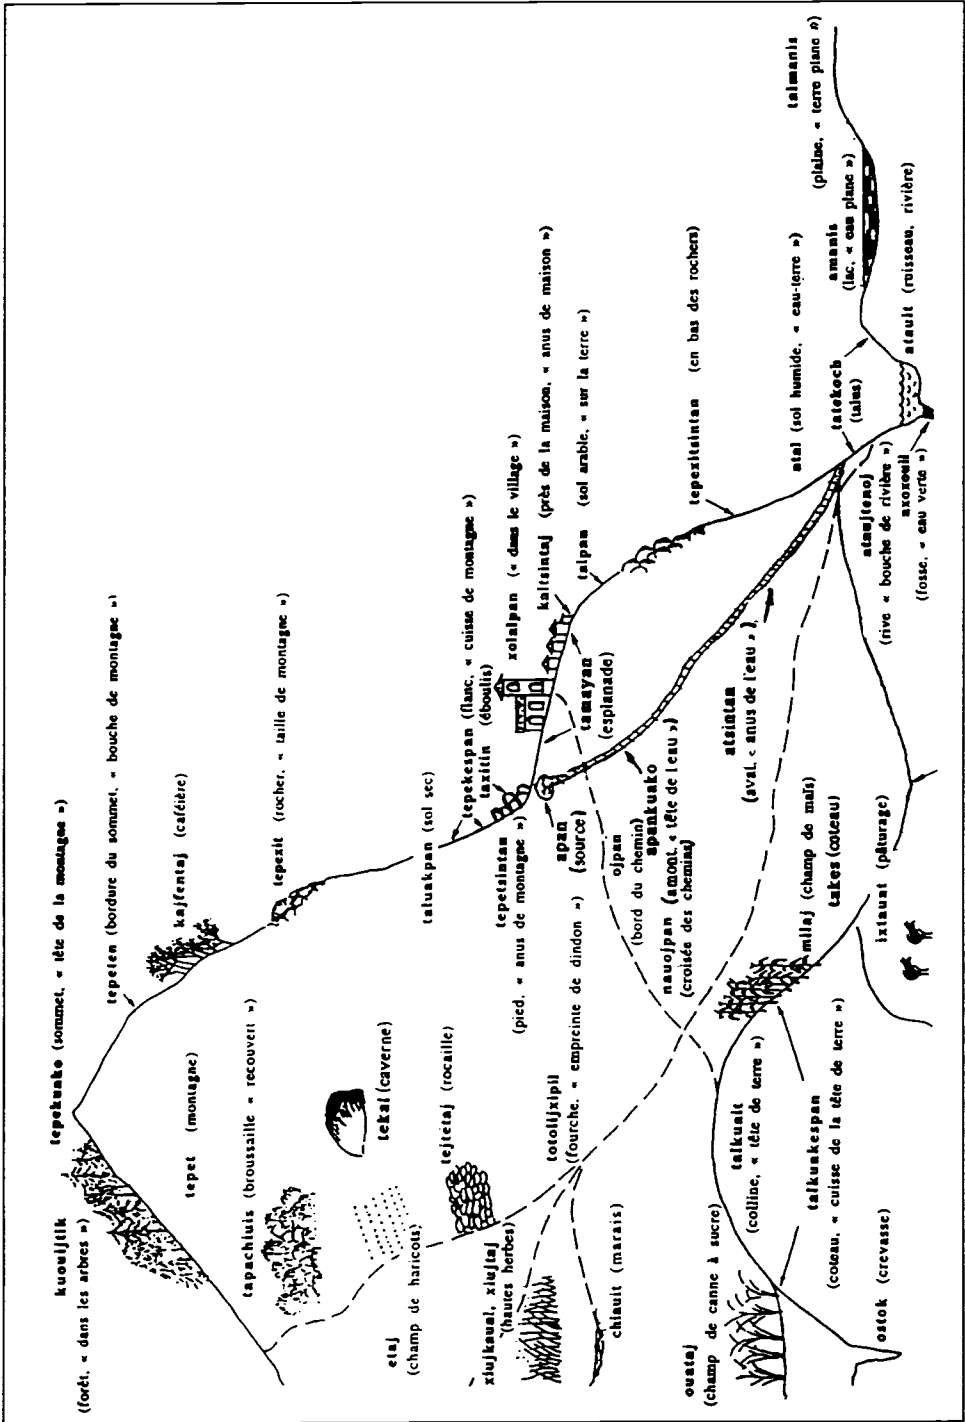 kuouijtik
(forêt, « dans les arbres »)
tepekuako (sommet, « tête de la montagne »)
tepeten (bordure du sommet, « bouche de montagne »)
kajfentaj (caféière)
tepet (montagne)
tepexit (rocher, « taille de montagne »)
tapachiuis (broussaille « recouvert »)
tekal (caverne)
taluakpan (sol sec)
tepekespan (flanc, « cuisse de montagne »)
taxitin (éboulis)
etaj
(champ de haricots)
tejtetaj (rocaille)
tepetsintan
(pied, « anus de montagne »)
xolalpan (« dans le village »)
kaltsintaj (près de la maison, « anus de maison »)
xiujkaual, xiujtaj
(hautes herbes)
totolijxipil
(fourche, « empreinte de dindon »)
apan
(source)
tamayan
(esplanade)
talpan (sol arable, « sur la terre »)
ojpan
(bord du chemin)
chiauit (marais)
apankuako
(amont « tête de l'eau »)
nauojpan
(croisée des chemins)
tepexitsintan (en bas des rochers)
ouataj
(champ de canne à sucre)
talkuait
(colline, « tête de terre »)
atsintan
(aval, « anus de l'eau »)
atal (sol humide, « eau-terre »)
talmanis
(plaine, « terre plane »)
talkuakespan
(coteau, « cuisse de la tête de terre »)
milaj (champ de maïs)
takes (coteau)
tatekoch
(talus)
amanis
(lac, « eau plane »)
ostok (crevasse)
ixtauat (pâturage)
ataujtenoj
(rive « bouche de rivière »)
axoxouil
(fosse, « eau verte »)
atauit (ruisseau, rivière)